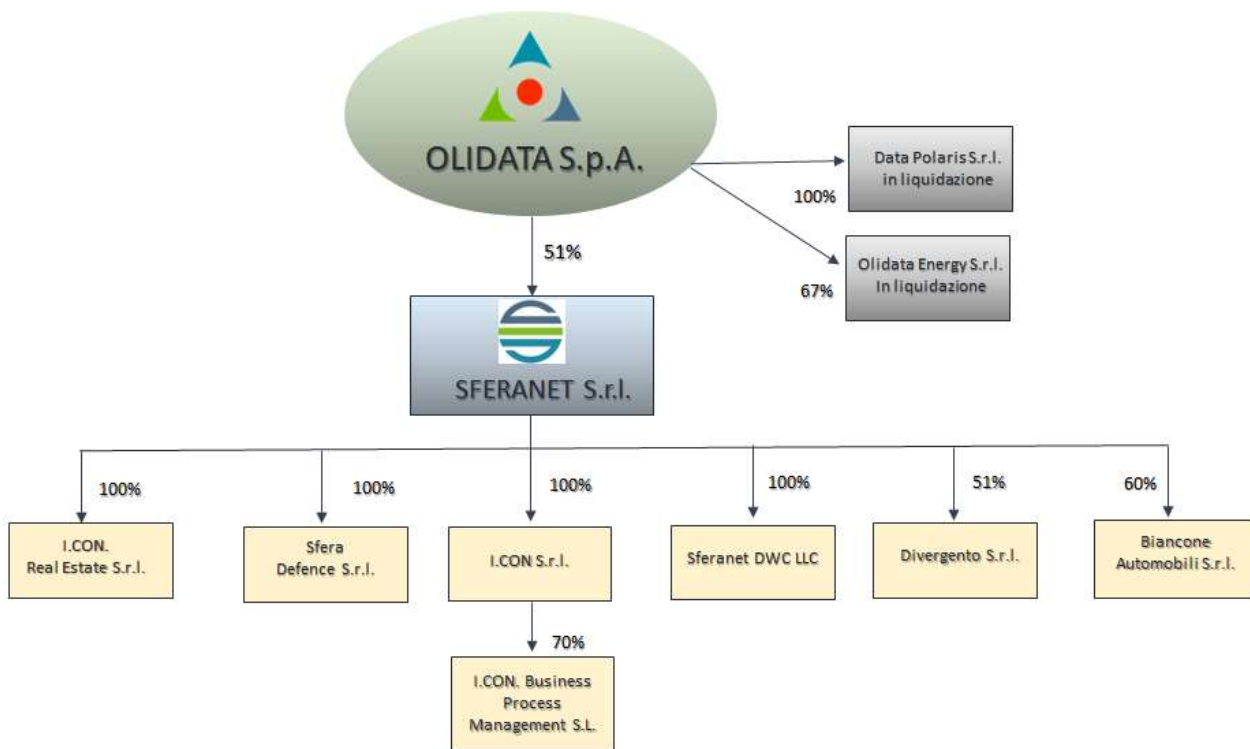 OLIDATA S.p.A.
Data Polaris S.r.l.
in liquidazione
100%
Olidata Energy S.r.l.
In liquidazione
67%
51%
SFERANET S.r.l.
100%
100%
100%
100%
51%
60%
I.CON.
Real Estate S.r.l.
Sfera
Defence S.r.l.
I.CON S.r.l.
Sferanet DWC LLC
Divergento S.r.l.
Biancone
Automobili S.r.l.
70%
I.CON. Business
Process
Management S.L.